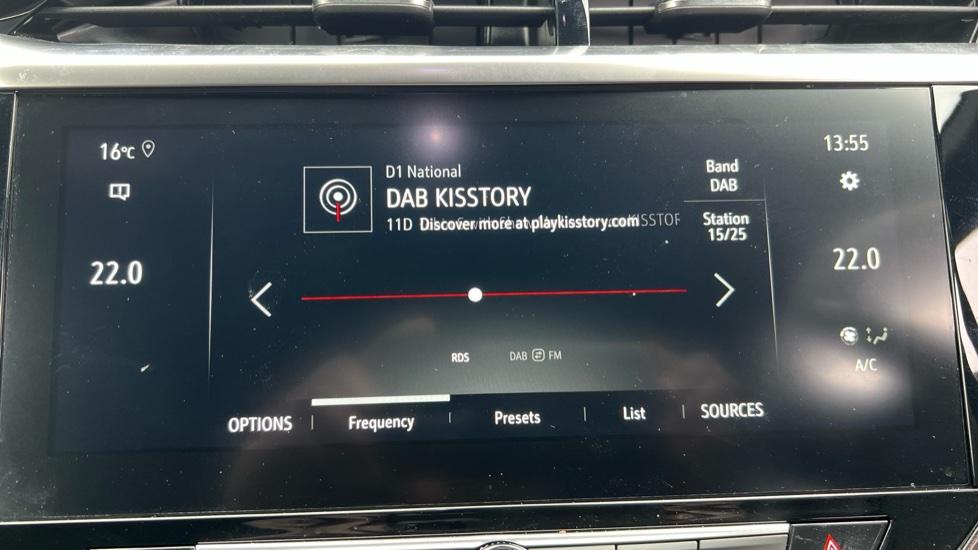 16°C
13:55
D1 National
Band
DAB
DAB KISSTORY
11D Discover more at playkisstory.com
Station
15/25
22.0
22.0
RDS
DAB FM
A/C
OPTIONS
Frequency
Presets
List
SOURCES